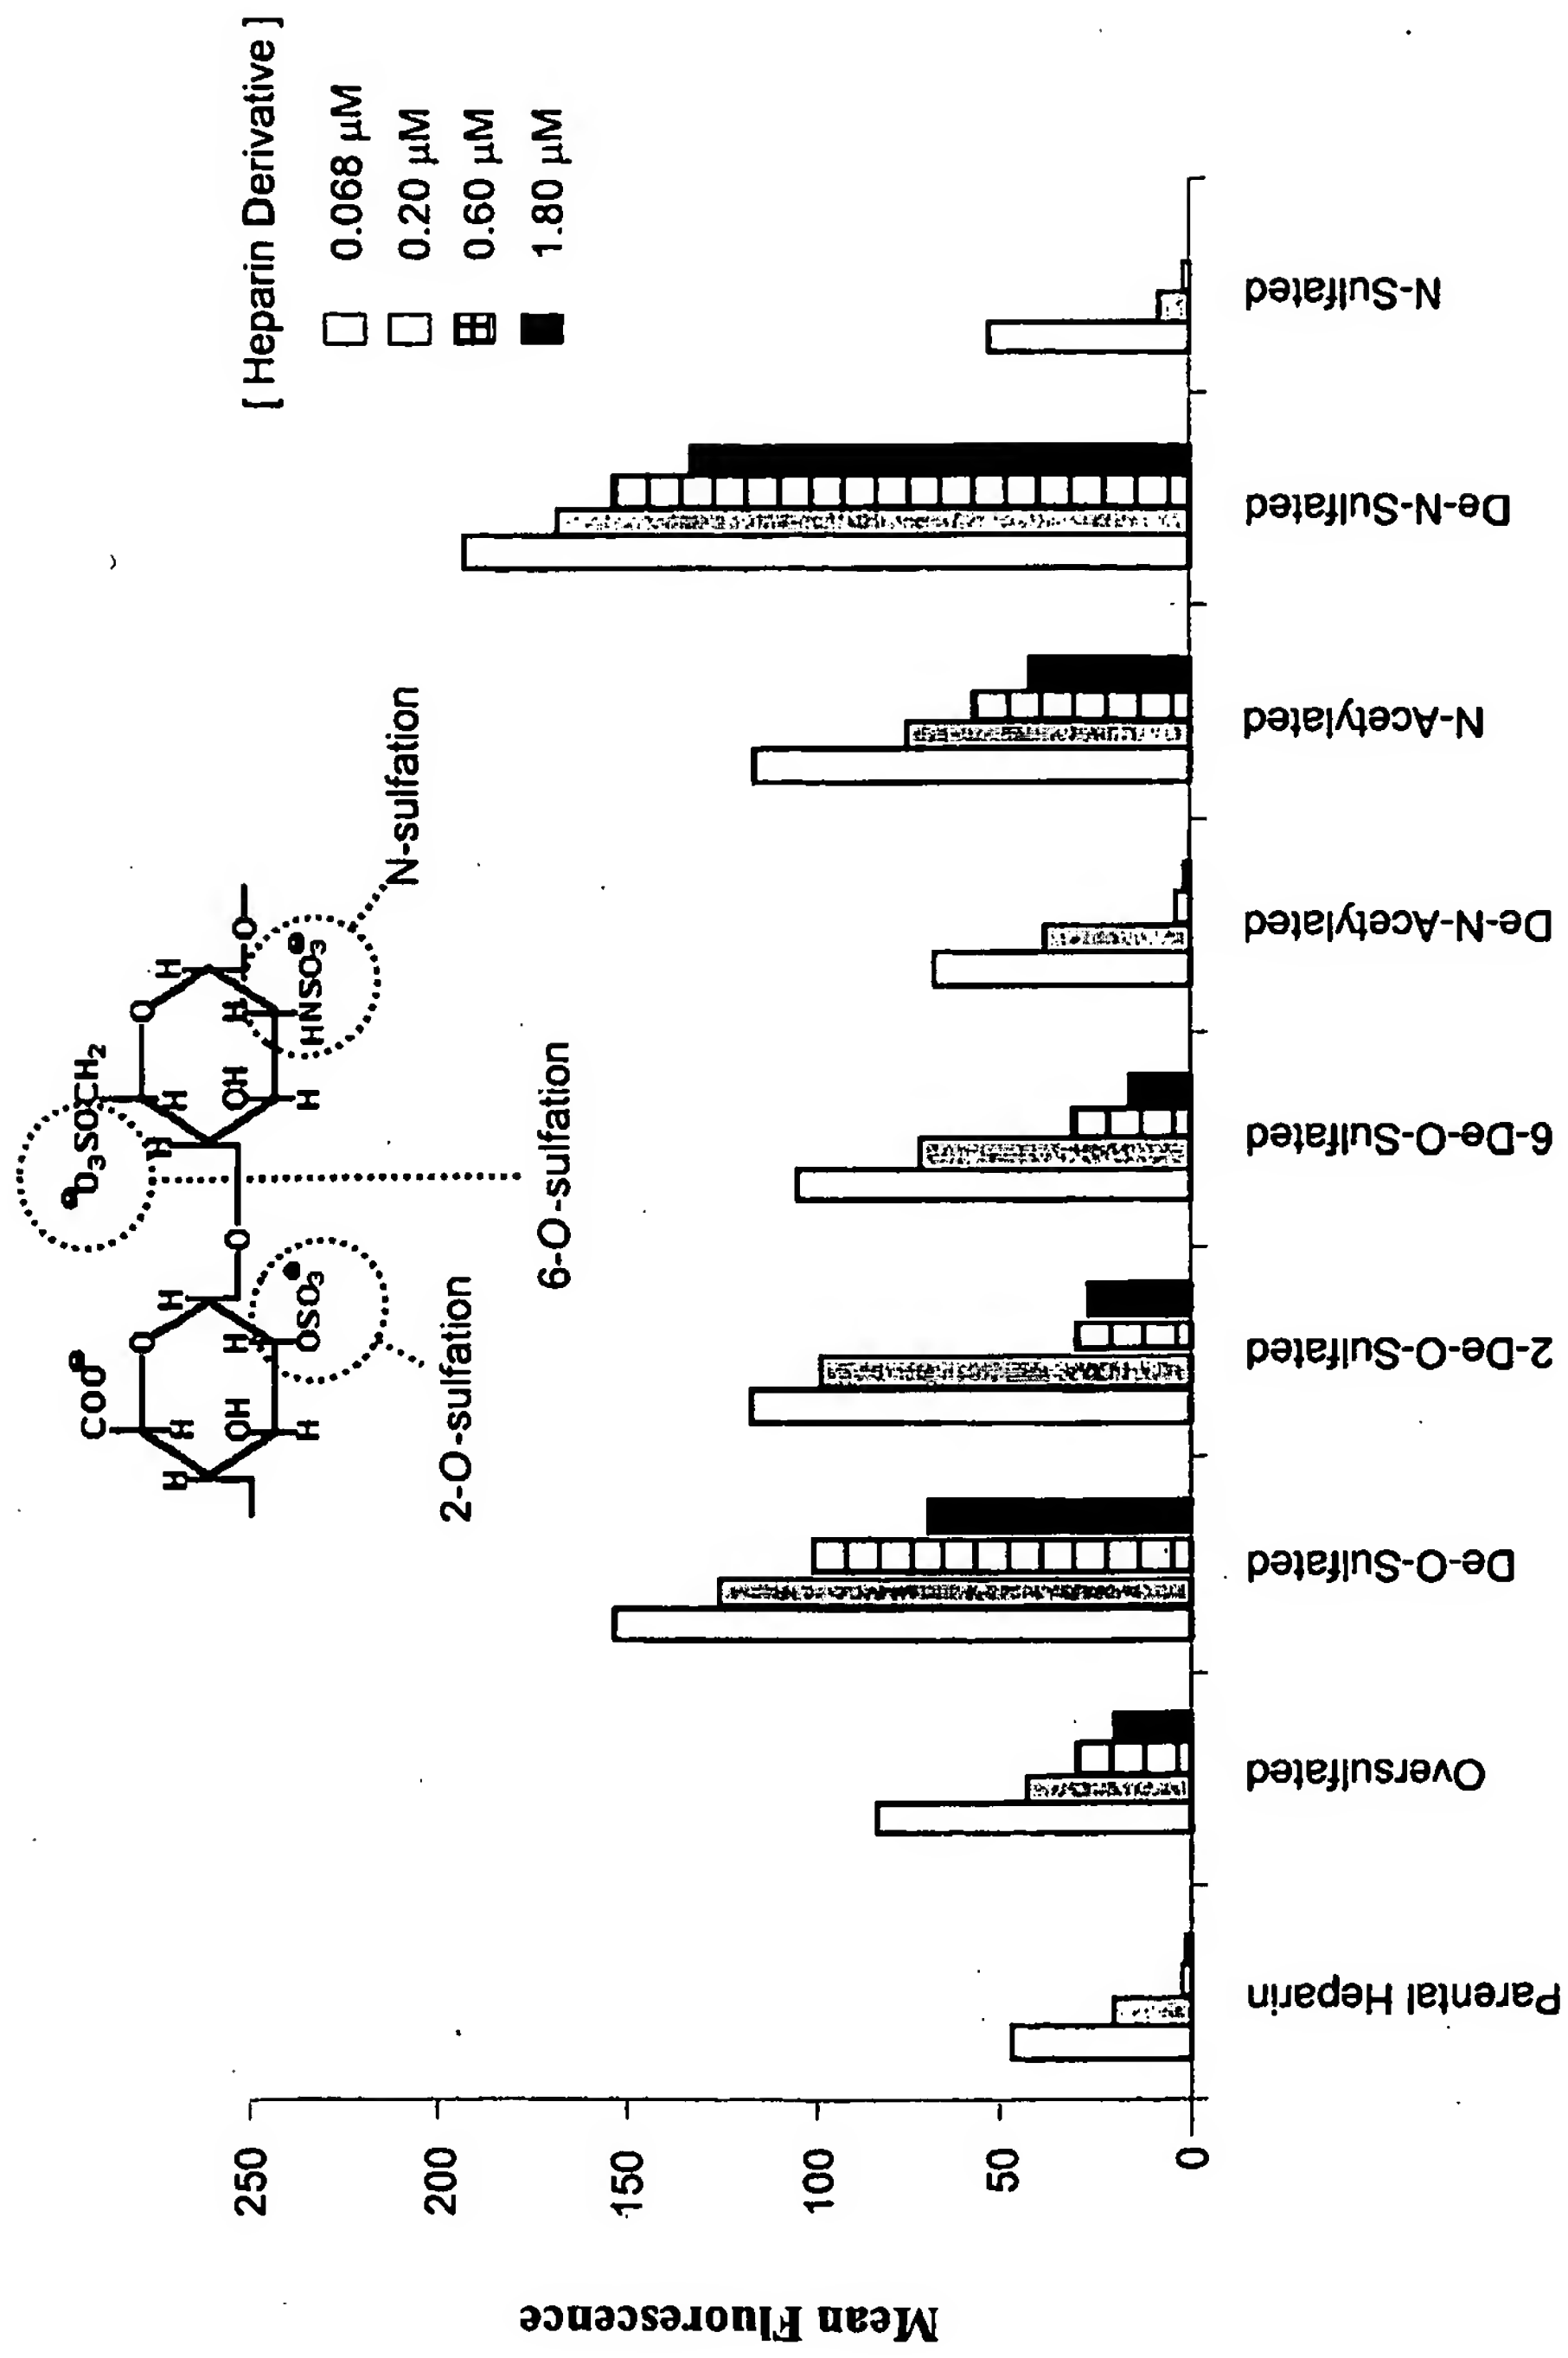 [ Heparin Derivative ]
0.068 µM
0.20 µM
0.60 µM
1.80 µM
COO⊖
⊖O₃SOCH₂
O
O
H
H
H
H
H
H
H
H
H
H
OH
OH
O
O
OSO₃⊖
HNSO₃⊖
2-O-sulfation
6-O-sulfation
N-sulfation
Mean Fluorescence
250
200
150
100
50
0
Parental Heparin
Oversulfated
De-O-Sulfated
2-De-O-Sulfated
6-De-O-Sulfated
De-N-Acetylated
N-Acetylated
De-N-Sulfated
N-Sulfated